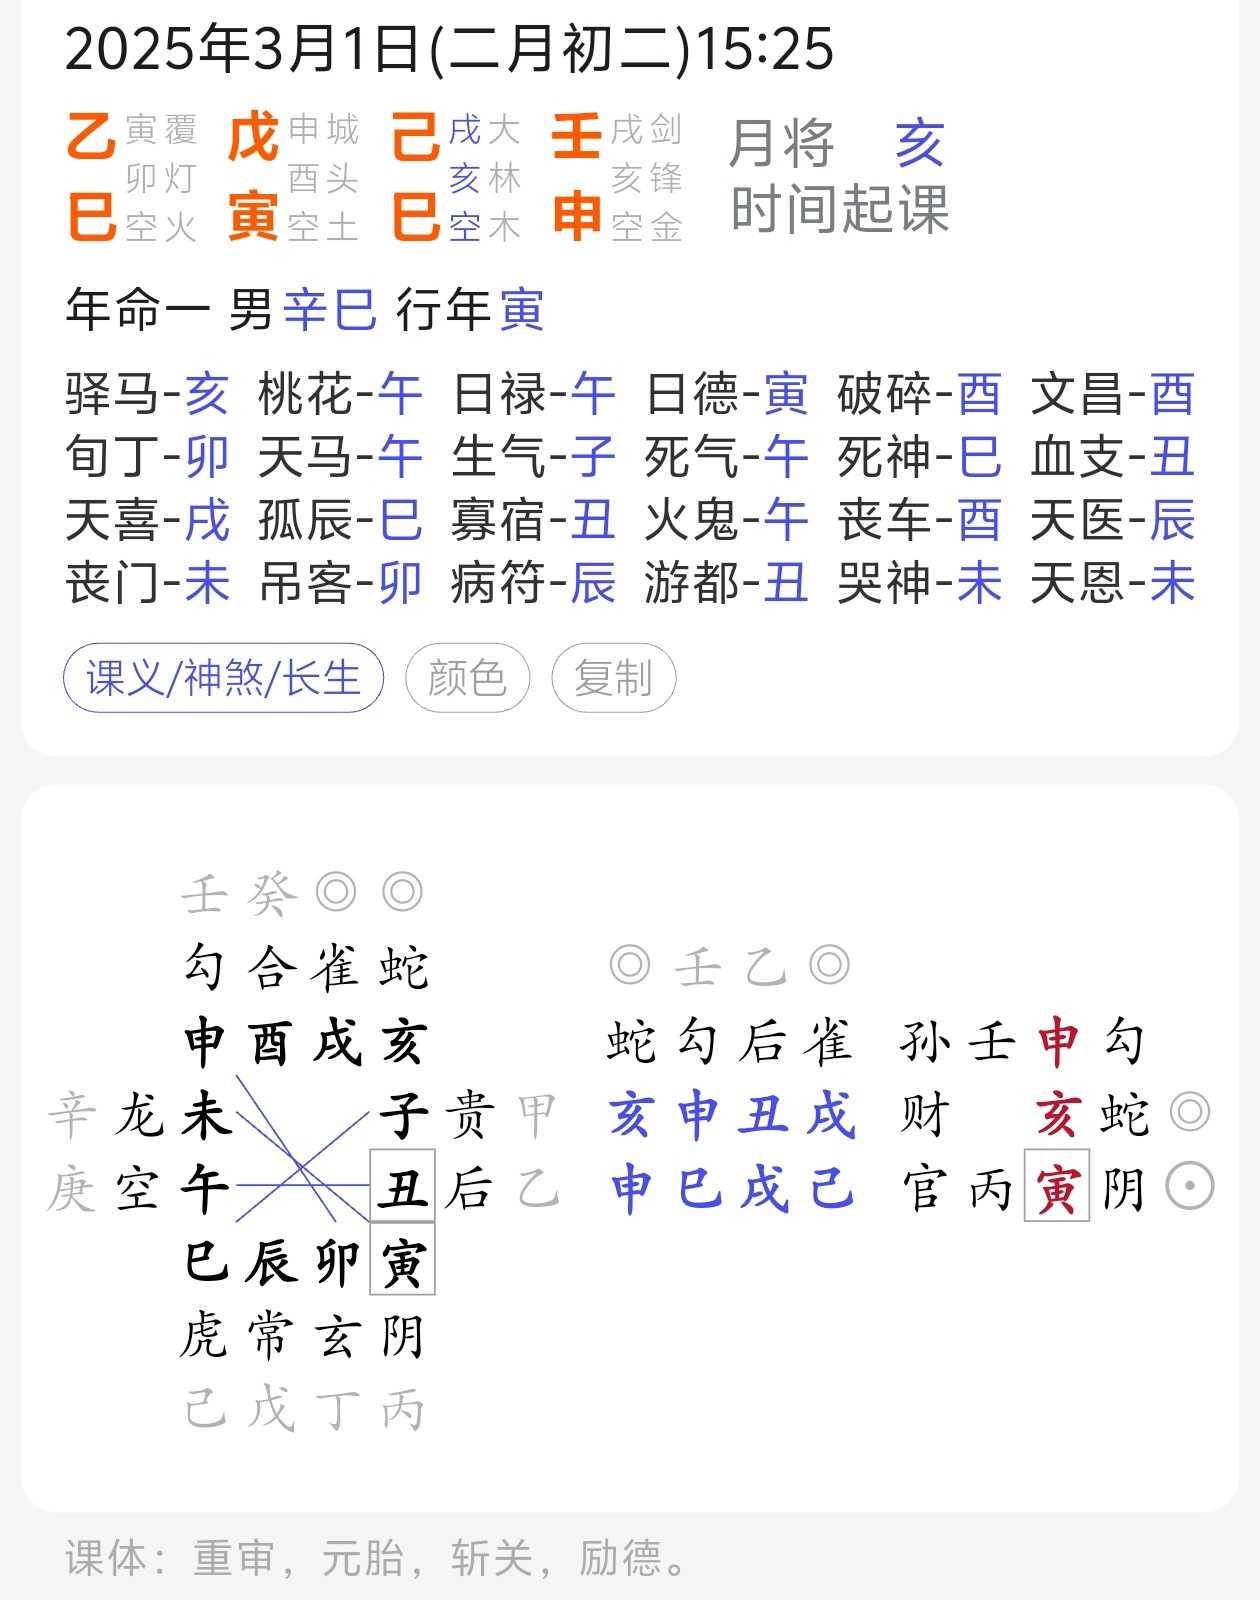 2025年3月1日(二月初二)15:25
乙 寅覆 戊 申城 己 戌大 壬 戌剑 月将 亥
卯灯 酉头 亥林 亥锋
巳 空火 寅 空土 巳 空木 申 空金 时间起课
年命一 男辛巳 行年寅
驿马-亥 桃花-午 日禄-午 日德-寅 破碎-酉 文昌-酉
旬丁-卯 天马-午 生气-子 死气-午 死神-巳 血支-丑
天喜-戌 孤辰-巳 寡宿-丑 火鬼-午 丧车-酉 天医-辰
丧门-未 吊客-卯 病符-辰 游都-丑 哭神-未 天恩-未
课义/神煞/长生 颜色 复制
壬 癸 ◎ ◎
勾 合 雀 蛇 ◎ 壬 乙 ◎
申 酉 戌 亥 蛇 勾 后 雀 孙 壬 申 勾
辛 龙 未 子 贵 甲 亥 申 丑 戌 财 亥 蛇 ◎
庚 空 午 丑 后 乙 申 巳 戌 己 官 丙 寅 阴 ⊙
巳 辰 卯 寅
虎 常 玄 阴
己 戊 丁 丙
课体：重审，元胎，斩关，励德。